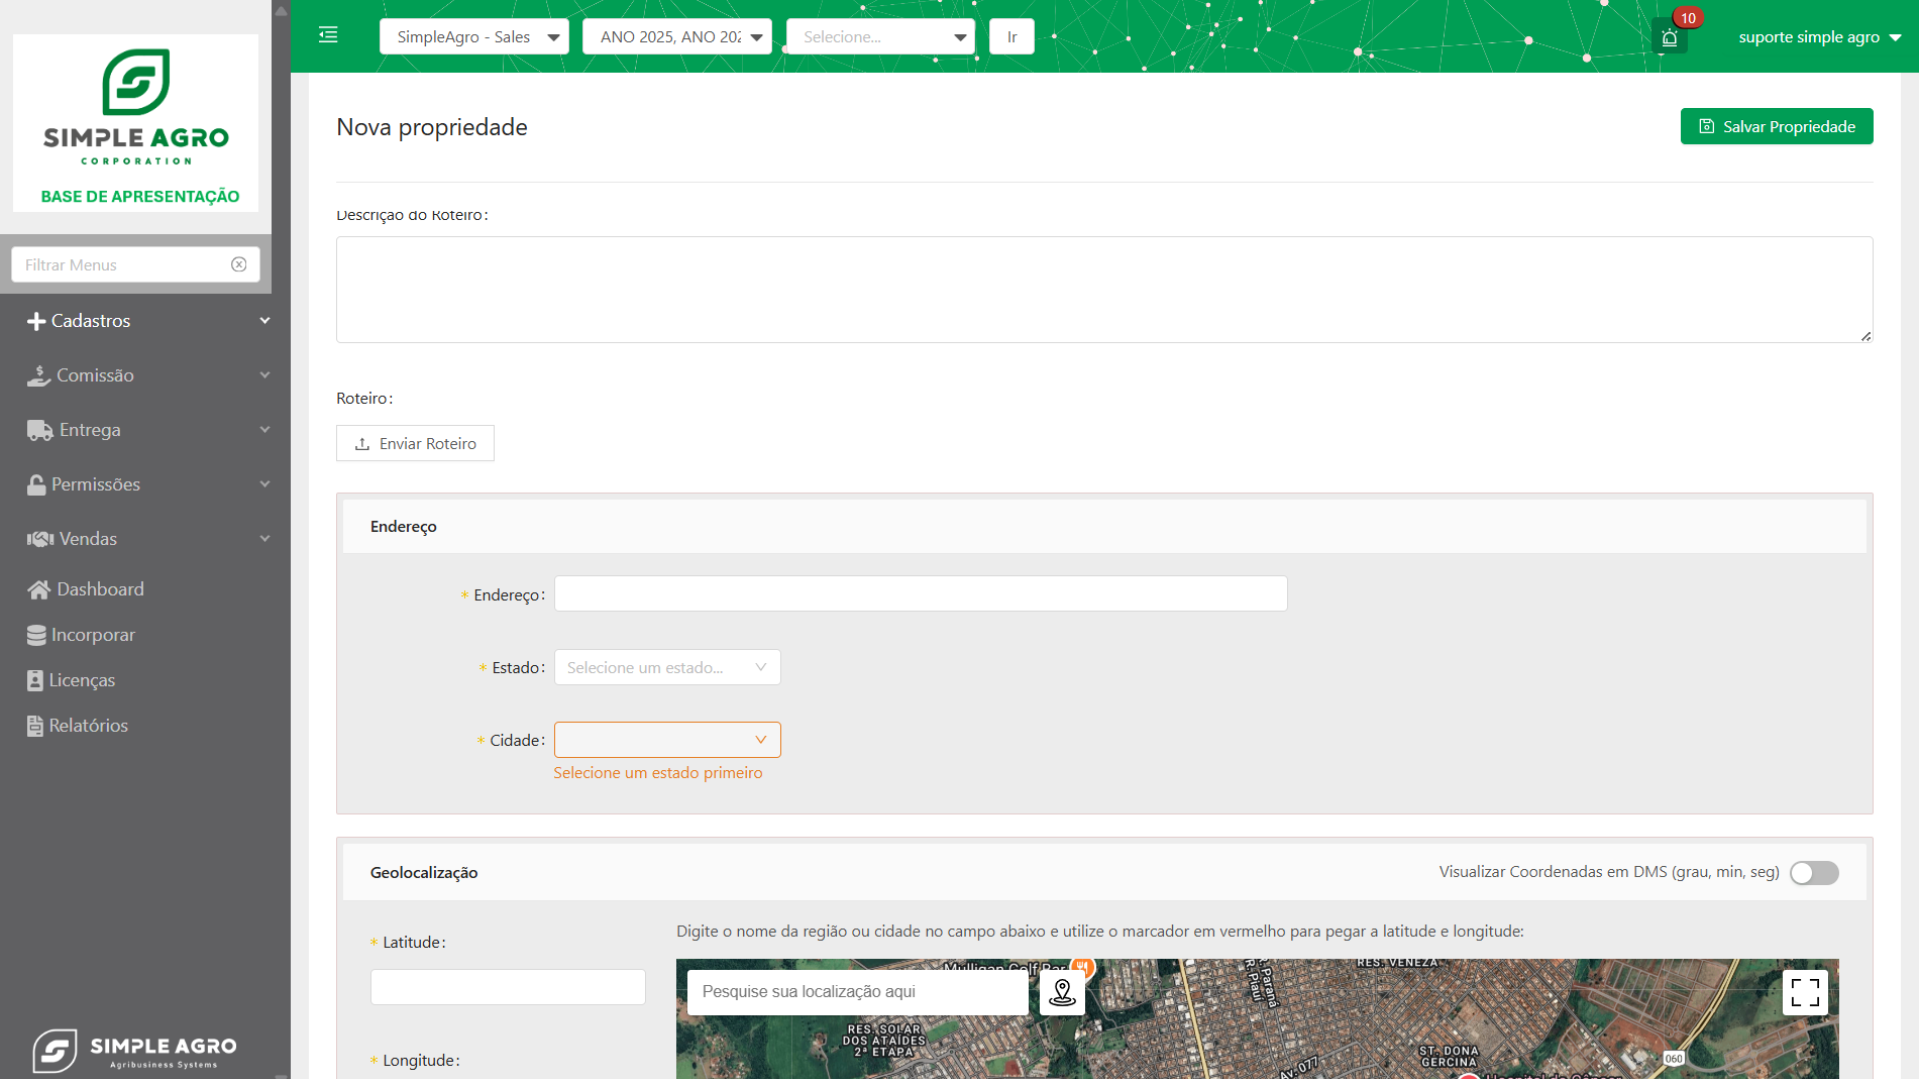 SIMPLE AGRO
CORPORATION
BASE DE APRESENTAÇÃO
Filtrar Menus
Cadastros
Comissão
Entrega
Permissões
Vendas
Dashboard
Incorporar
Licenças
Relatórios
SIMPLE AGRO
Agribusiness Systems
SimpleAgro - Sales
ANO 2025, ANO 202
Selecione...
Ir
10
suporte simple agro
Nova propriedade
Salvar Propriedade
Descrição do Roteiro:
Roteiro:
Enviar Roteiro
Endereço
* Endereço:
* Estado:
Selecione um estado...
* Cidade:
Selecione um estado primeiro
Geolocalização
Visualizar Coordenadas em DMS (grau, min, seg)
* Latitude:
Digite o nome da região ou cidade no campo abaixo e utilize o marcador em vermelho para pegar a latitude e longitude:
Mulligan Golf Bar
RES. VENEZA
Pesquise sua localização aqui
R. Paraná
R. Piauí
RES. SOLAR
DOS ATAÍDES
2ª ETAPA
* Longitude:
Av. 077
ST. DONA
GERCINA
060
Hospital do Câncer